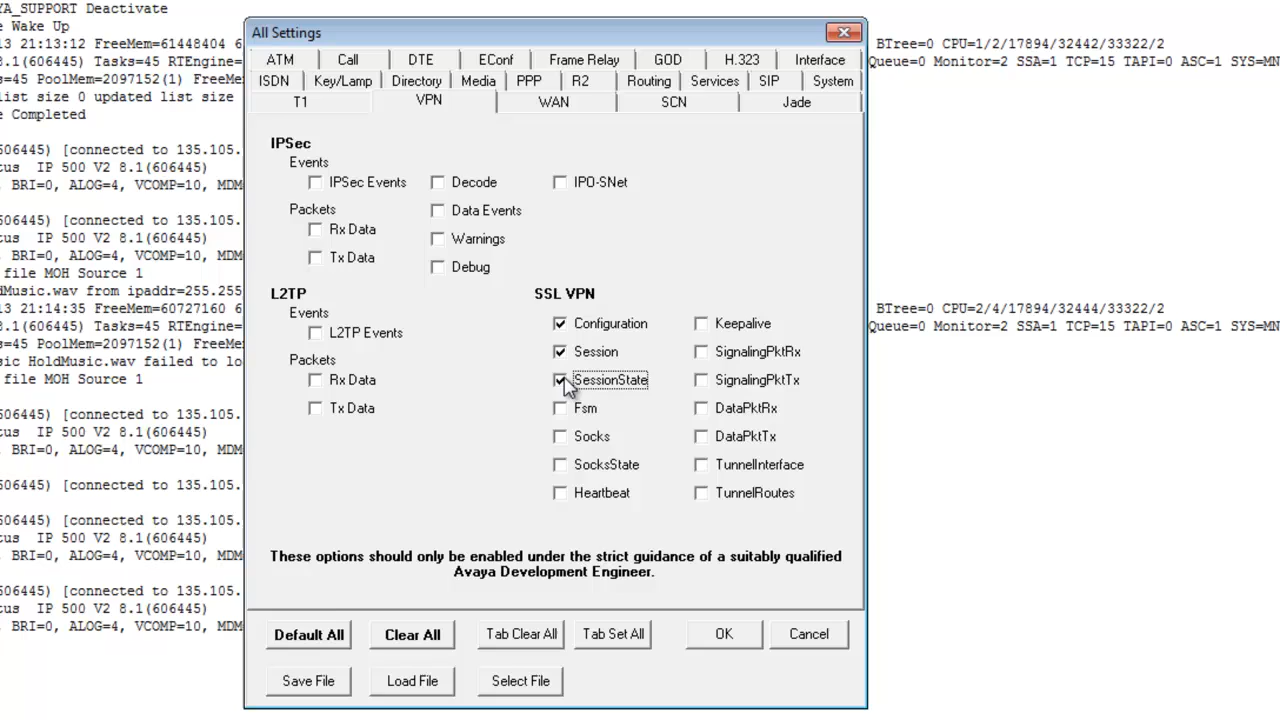 YA_SUPPORT Deactivate
e Wake Up
13 21:13:12 FreeMem=61448404 6
8.1(606445) Tasks=45 RTEngine=
s=45 PoolMem=2097152(1) FreeMe
list size 0 updated list size
e Completed
606445) [connected to 135.105.
tus IP 500 V2 8.1(606445)
, BRI=0, ALOG=4, VCOMP=10, MDM
606445) [connected to 135.105.
tus IP 500 V2 8.1(606445)
, BRI=0, ALOG=4, VCOMP=10, MDM
file MOH Source 1
dMusic.wav from ipaddr=255.255
13 21:14:35 FreeMem=60727160 6
8.1(606445) Tasks=45 RTEngine=
s=45 PoolMem=2097152(1) FreeMe
sic HoldMusic.wav failed to lo
file MOH Source 1
606445) [connected to 135.105.
tus IP 500 V2 8.1(606445)
, BRI=0, ALOG=4, VCOMP=10, MDM
606445) [connected to 135.105.
606445) [connected to 135.105.
tus IP 500 V2 8.1(606445)
, BRI=0, ALOG=4, VCOMP=10, MDM
606445) [connected to 135.105.
tus IP 500 V2 8.1(606445)
, BRI=0, ALOG=4, VCOMP=10, MDM
All Settings
ATM Call DTE EConf Frame Relay GOD H.323 Interface
ISDN Key/Lamp Directory Media PPP R2 Routing Services SIP System
T1 VPN WAN SCN Jade
IPSec
Events
IPSec Events Decode IPO-SNet
Packets Data Events
Rx Data Warnings
Tx Data Debug
L2TP
Events
L2TP Events
Packets
Rx Data
Tx Data
SSL VPN
Configuration Keepalive
Session SignalingPktRx
SessionState SignalingPktTx
Fsm DataPktRx
Socks DataPktTx
SocksState TunnelInterface
Heartbeat TunnelRoutes
These options should only be enabled under the strict guidance of a suitably qualified
Avaya Development Engineer.
Default All Clear All Tab Clear All Tab Set All OK Cancel
Save File Load File Select File
BTree=0 CPU=1/2/17894/32442/33322/2
Queue=0 Monitor=2 SSA=1 TCP=15 TAPI=0 ASC=1 SYS=MN
BTree=0 CPU=2/4/17894/32444/33322/2
Queue=0 Monitor=2 SSA=1 TCP=15 TAPI=0 ASC=1 SYS=MN